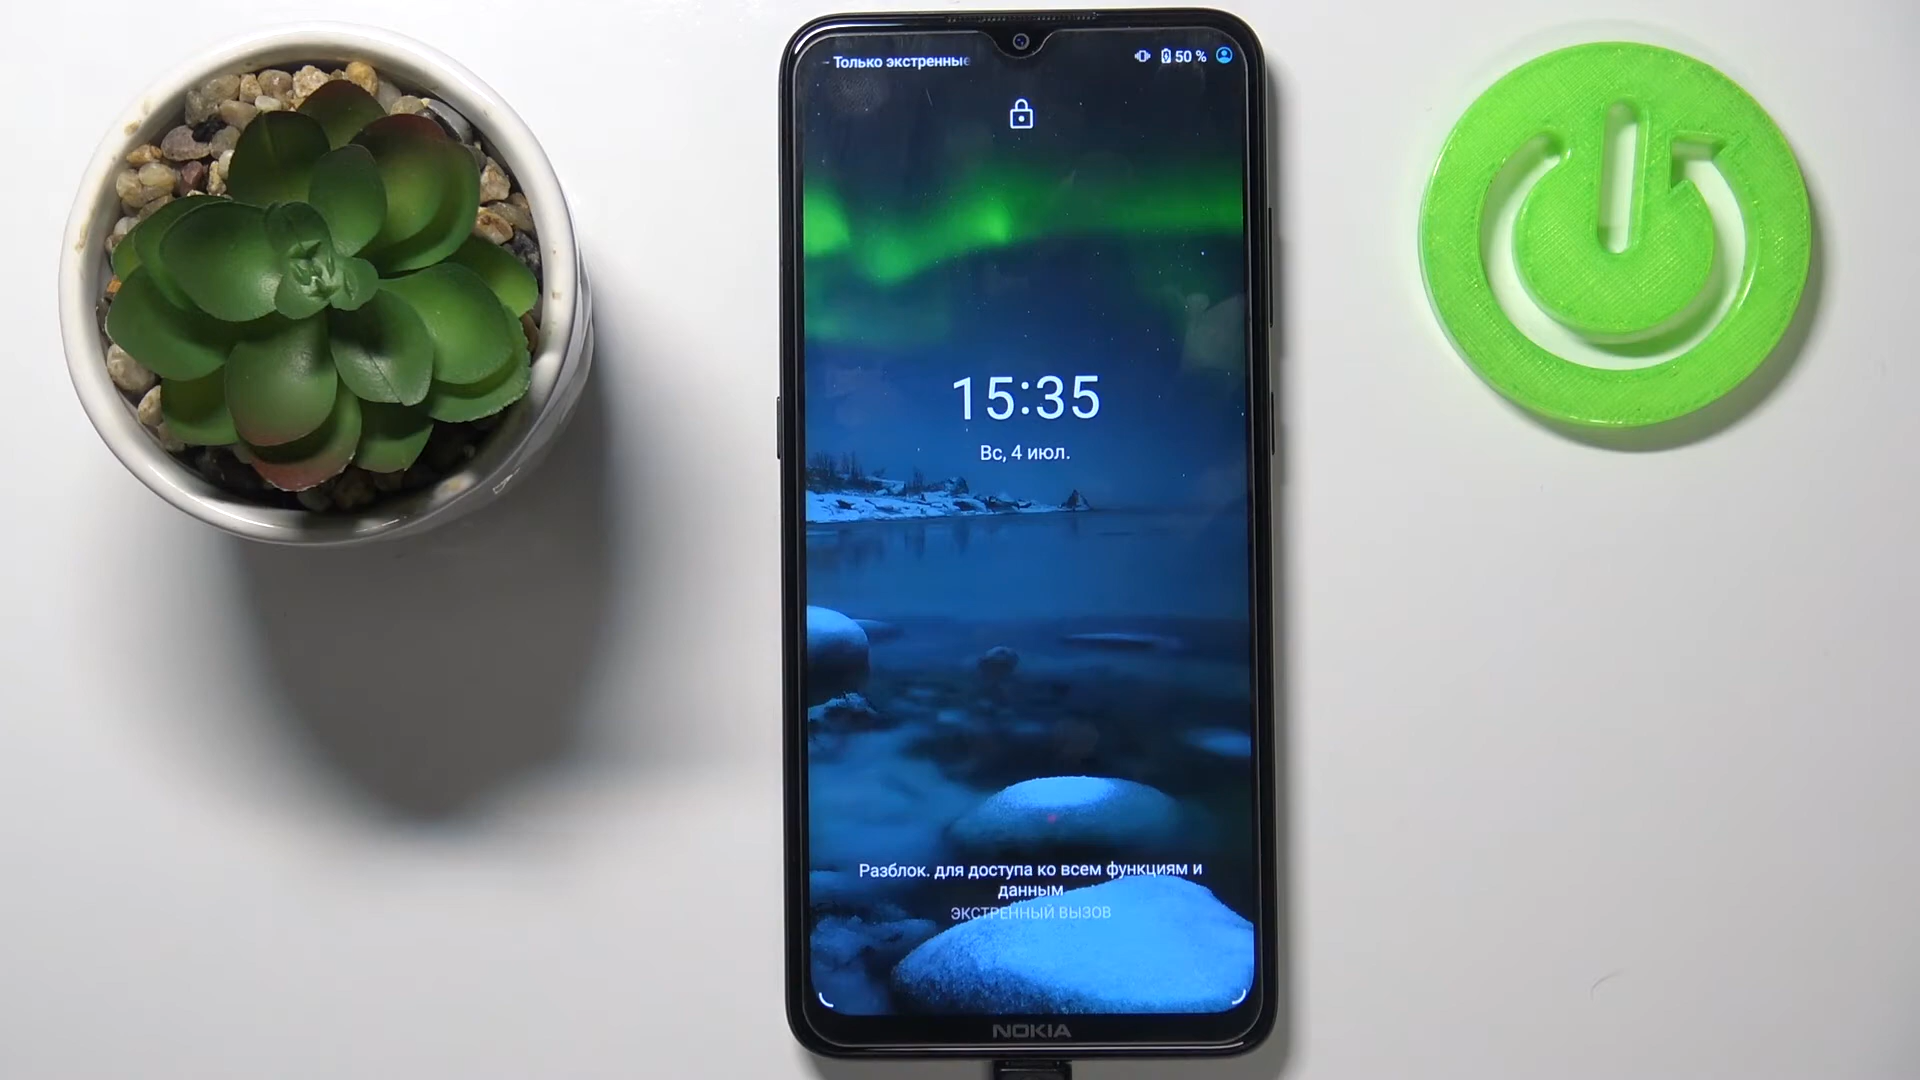 – Только экстренные
50 %
15:35
Вс, 4 июл.
Разблок. для доступа ко всем функциям и
данным
ЭКСТРЕННЫЙ ВЫЗОВ
NOKIA